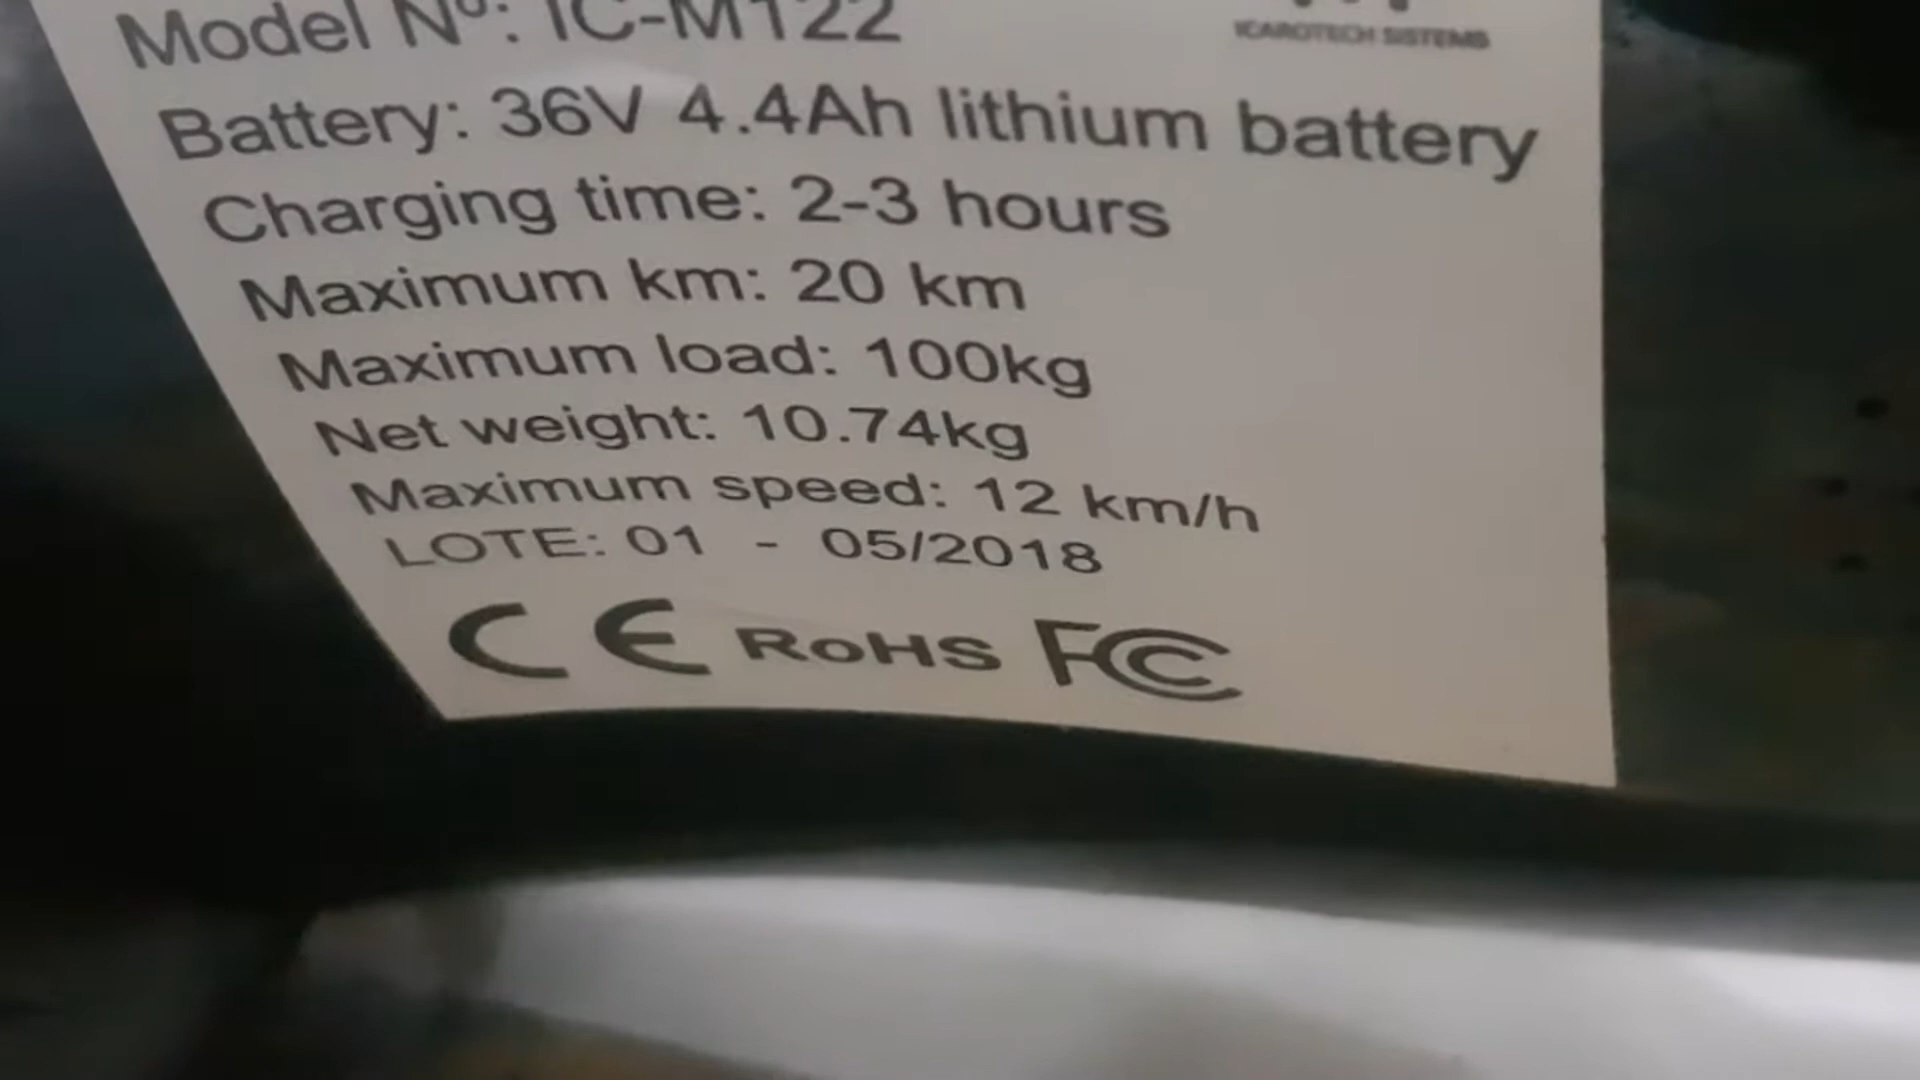 Model Nº: IC-M122
ICAROTECH SISTEMS
Battery: 36V 4.4Ah lithium battery
Charging time: 2-3 hours
Maximum km: 20 km
Maximum load: 100kg
Net weight: 10.74kg
Maximum speed: 12 km/h
LOTE: 01 - 05/2018
CE RoHS FC